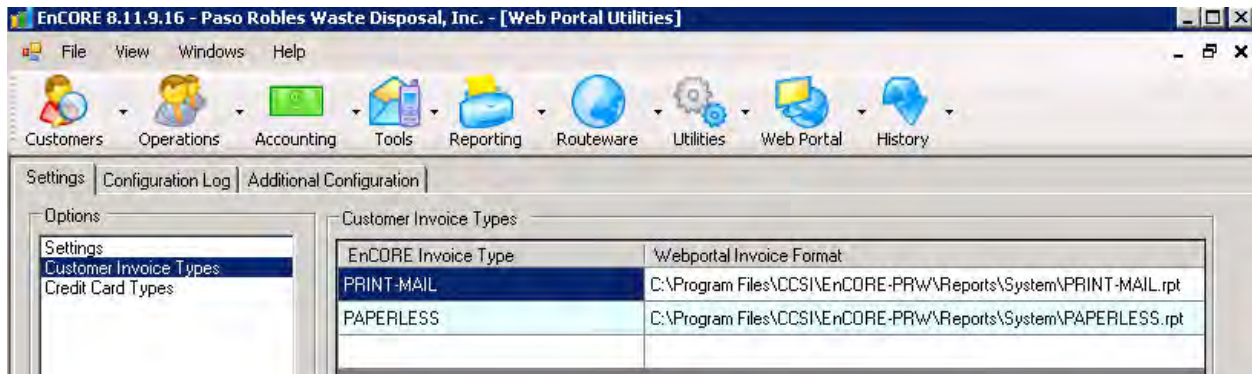 EnCORE 8.11.9.16 - Paso Robles Waste Disposal, Inc. - [Web Portal Utilities]
File View Windows Help
Customers Operations Accounting Tools Reporting Routeware Utilities Web Portal History
Settings Configuration Log Additional Configuration
Options Customer Invoice Types
Settings
Customer Invoice Types
Credit Card Types
EnCORE Invoice Type Webportal Invoice Format
PRINT-MAIL C:\Program Files\CCSI\EnCORE-PRW\Reports\System\PRINT-MAIL.rpt
PAPERLESS C:\Program Files\CCSI\EnCORE-PRW\Reports\System\PAPERLESS.rpt